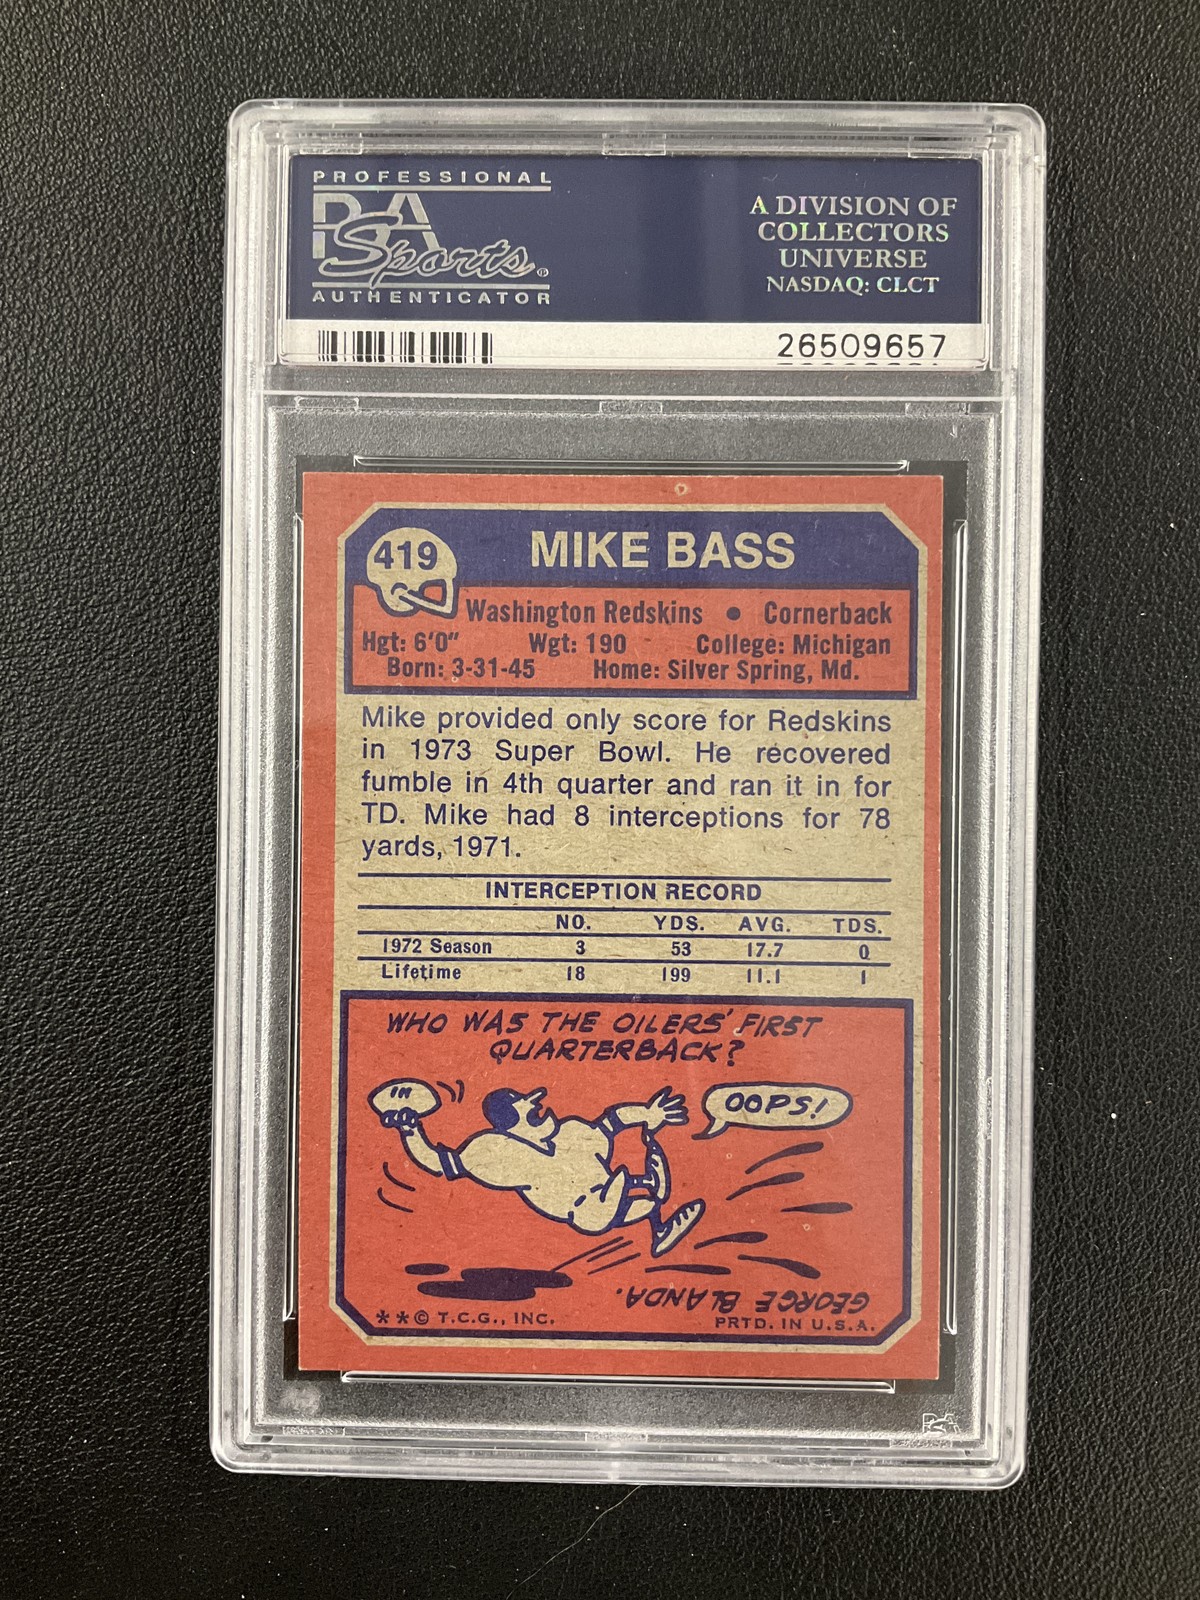 PROFESSIONAL
PSA
Sports®
AUTHENTICATOR
A DIVISION OF
COLLECTORS
UNIVERSE
NASDAQ: CLCT
26509657
419
MIKE BASS
Washington Redskins • Cornerback
Hgt: 6'0" Wgt: 190 College: Michigan
Born: 3-31-45 Home: Silver Spring, Md.
Mike provided only score for Redskins
in 1973 Super Bowl. He recovered
fumble in 4th quarter and ran it in for
TD. Mike had 8 interceptions for 78
yards, 1971.
INTERCEPTION RECORD
NO. YDS. AVG. TDS.
1972 Season 3 53 17.7 0
Lifetime 18 199 11.1 1
WHO WAS THE OILERS' FIRST
QUARTERBACK?
OOPS!
GEORGE BLANDA.
**© T.C.G., INC. PRTD. IN U.S.A.
PSA